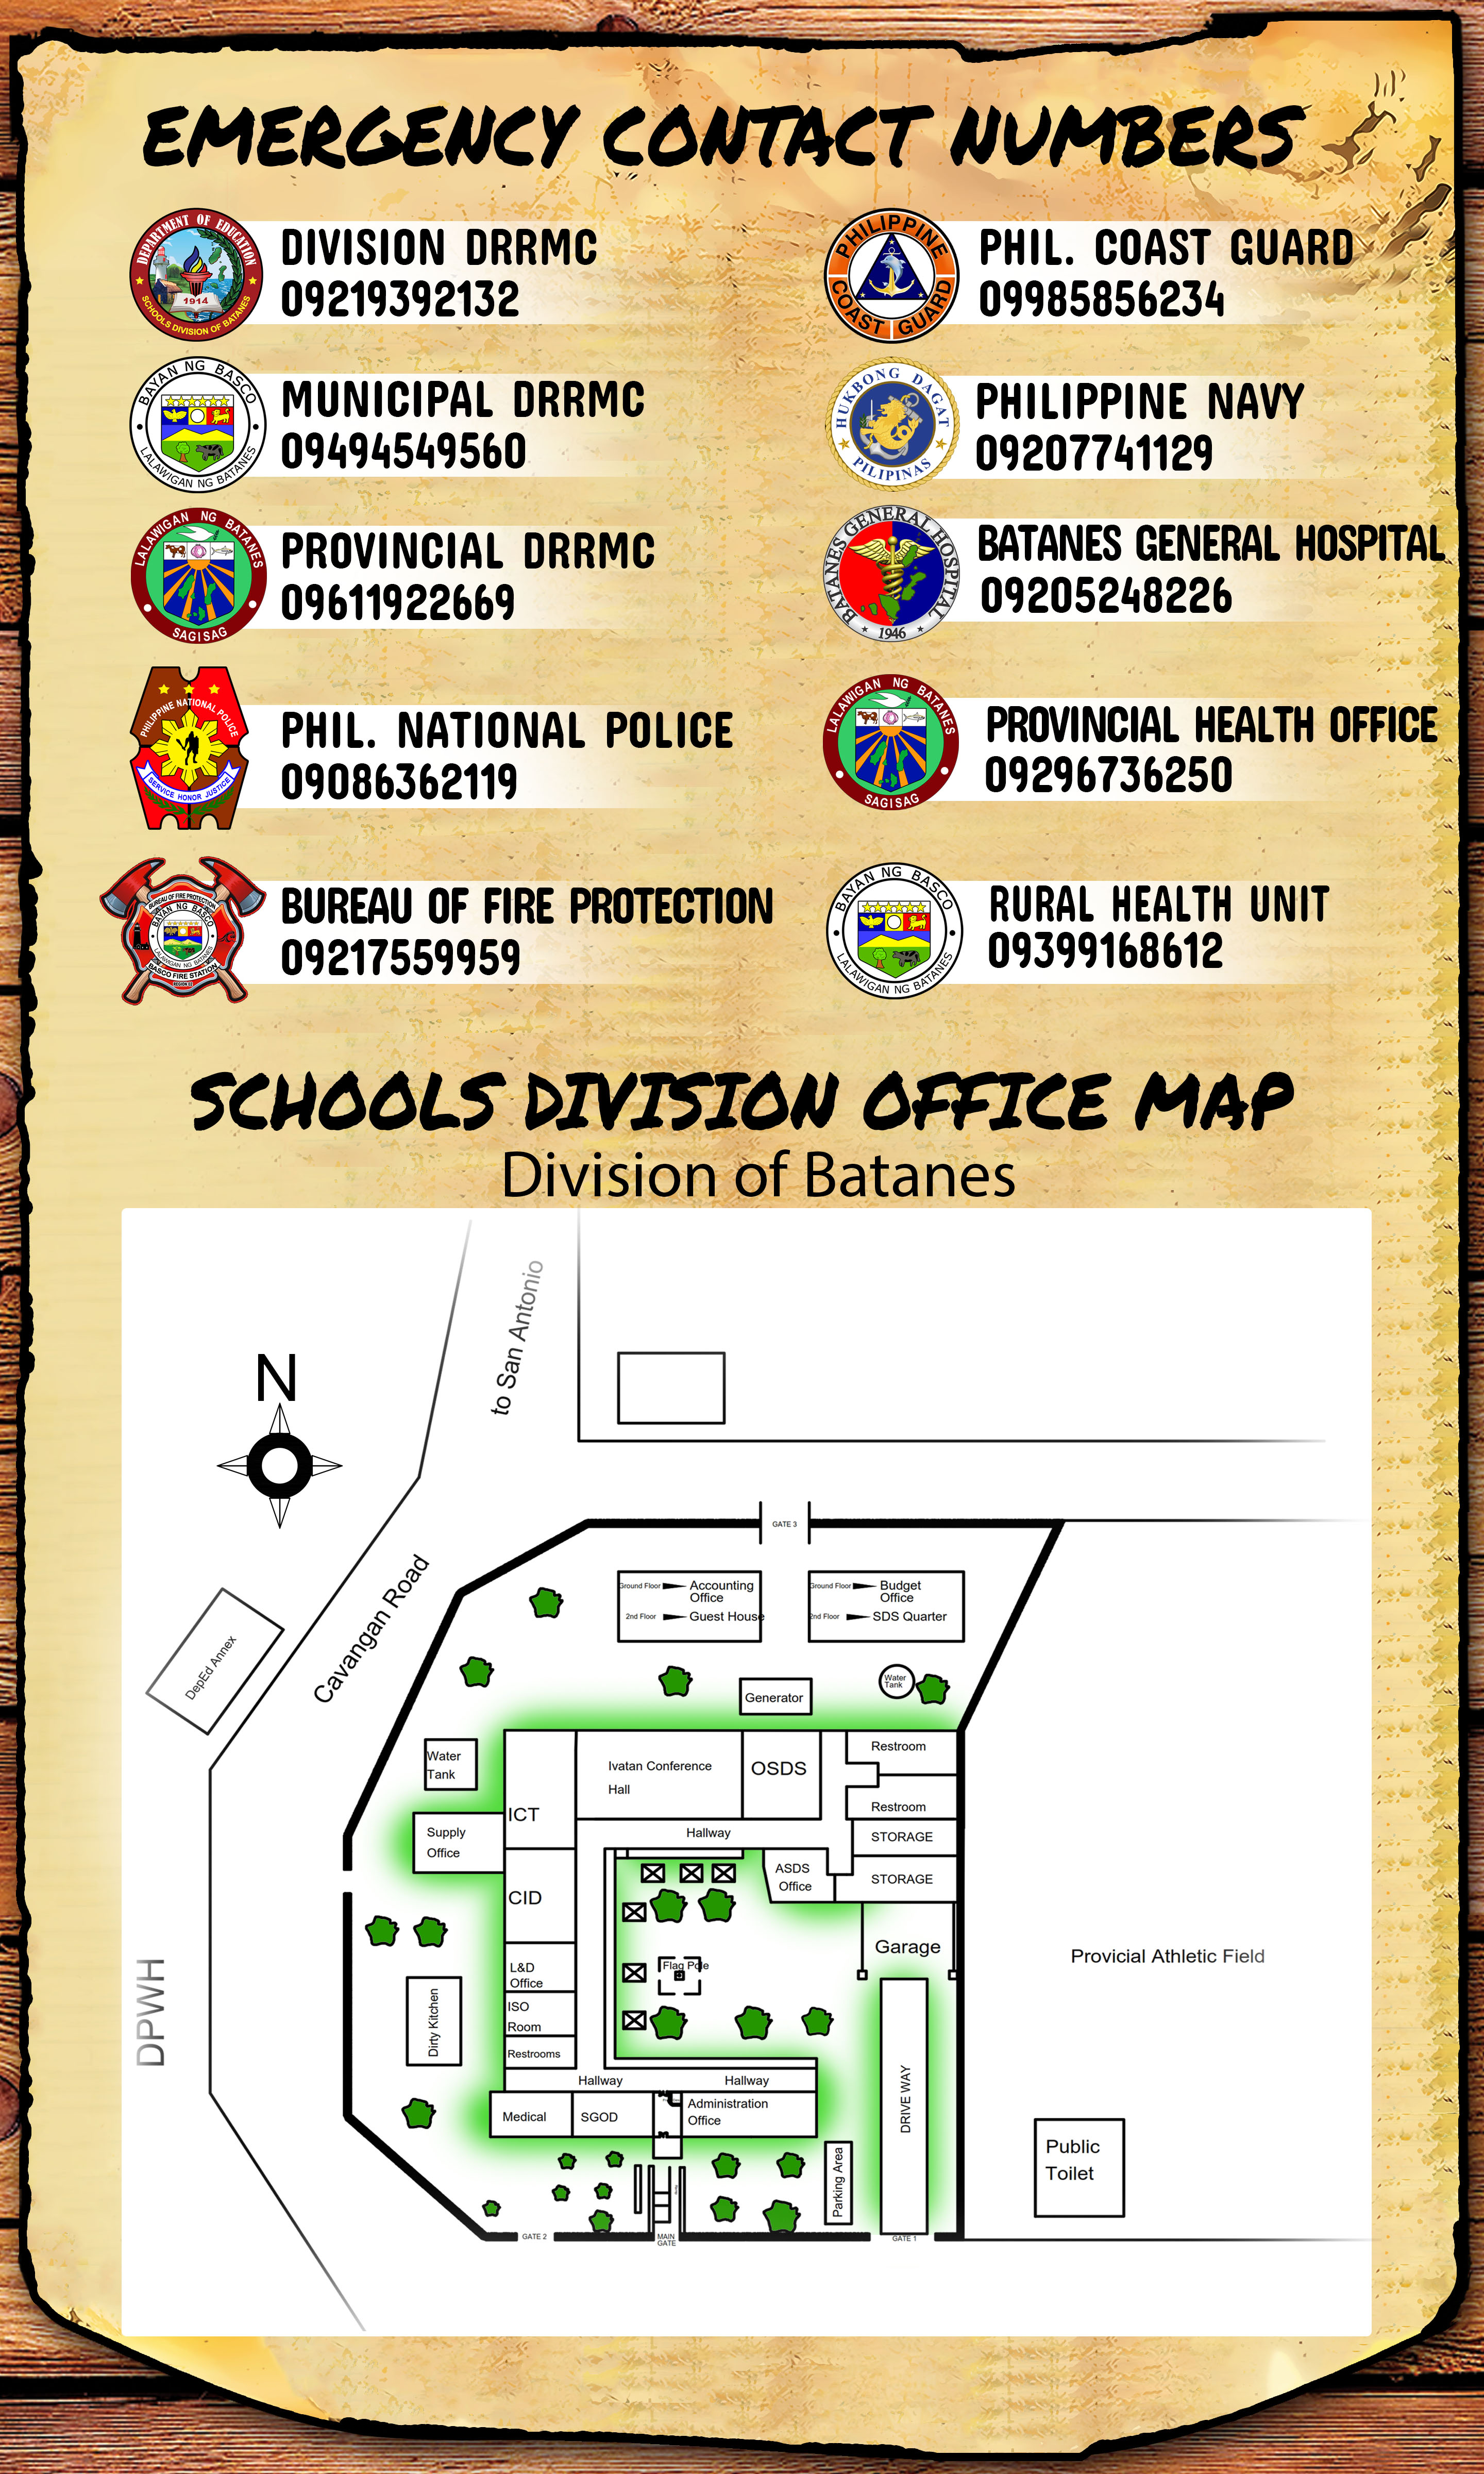 EMERGENCY CONTACT NUMBERS
DEPARTMENT OF EDUCATION
1914
SCHOOLS DIVISION OF BATANES
DIVISION DRRMC
09219392132
PHILIPPINE
COAST GUARD
PHIL. COAST GUARD
09985856234
BAYAN NG BASCO
LALAWIGAN NG BATANES
MUNICIPAL DRRMC
09494549560
HUKBONG DAGAT
PILIPINAS
PHILIPPINE NAVY
09207741129
LALAWIGAN NG BATANES
SAGISAG
PROVINCIAL DRRMC
09611922669
BATANES GENERAL HOSPITAL
1946
BATANES GENERAL HOSPITAL
09205248226
PHILIPPINE NATIONAL POLICE
SERVICE HONOR JUSTICE
PHIL. NATIONAL POLICE
09086362119
LALAWIGAN NG BATANES
SAGISAG
PROVINCIAL HEALTH OFFICE
09296736250
BUREAU OF FIRE PROTECTION
BAYAN NG BASCO
LALAWIGAN NG BATANES
BASCO FIRE STATION
BUREAU OF FIRE PROTECTION
09217559959
BAYAN NG BASCO
LALAWIGAN NG BATANES
RURAL HEALTH UNIT
09399168612
SCHOOLS DIVISION OFFICE MAP
Division of Batanes
to San Antonio
N
GATE 3
Cavangan Road
DepEd Annex
Ground Floor Accounting
Office
2nd Floor Guest House
Ground Floor Budget
Office
2nd Floor SDS Quarter
Generator
Water
Tank
Water
Tank
Supply
Office
ICT
Ivatan Conference
Hall
OSDS
Restroom
Restroom
Hallway
STORAGE
STORAGE
ASDS
Office
CID
L&D
Office
ISO
Room
Restrooms
Flag Pole
Garage
Provicial Athletic Field
DPWH
Dirty Kitchen
Hallway
Hallway
Medical
SGOD
Administration
Office
DRIVE WAY
Parking Area
Public
Toilet
GATE 2
MAIN
GATE
GATE 1